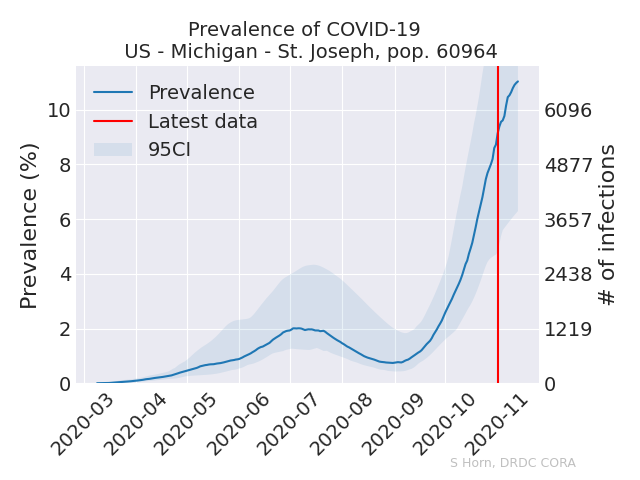 Prevalence of COVID-19
US - Michigan - St. Joseph, pop. 60964
Prevalence
Latest data
95CI
Prevalence (%)
10
8
6
4
2
0
6096
4877
3657
2438
1219
0
# of infections
2020-03
2020-04
2020-05
2020-06
2020-07
2020-08
2020-09
2020-10
2020-11
S Horn, DRDC CORA